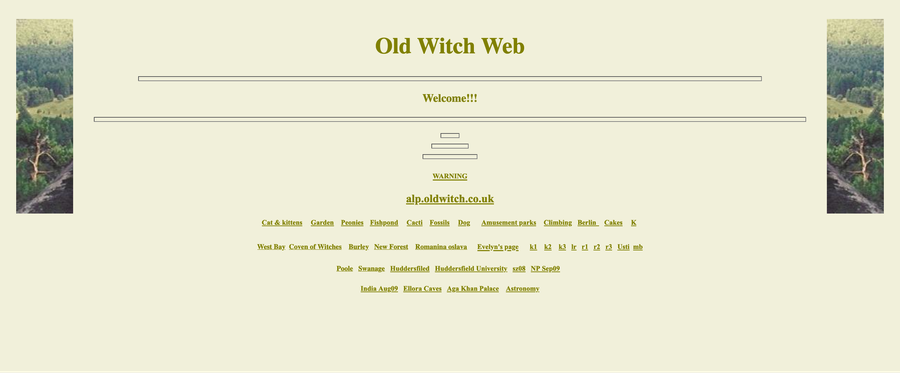 Old Witch Web
Welcome!!!
WARNING
alp.oldwitch.co.uk
Cat & kittens Garden Peonies Fishpond Cacti Fossils Dog Amusement parks Climbing Berlin Cakes K
West Bay Coven of Witches Burley New Forest Romanina oslava Evelyn's page k1 k2 k3 lr r1 r2 r3 Usti mb
Poole Swanage Huddersfiled Huddersfield University sz08 NP Sep09
India Aug09 Ellora Caves Aga Khan Palace Astronomy